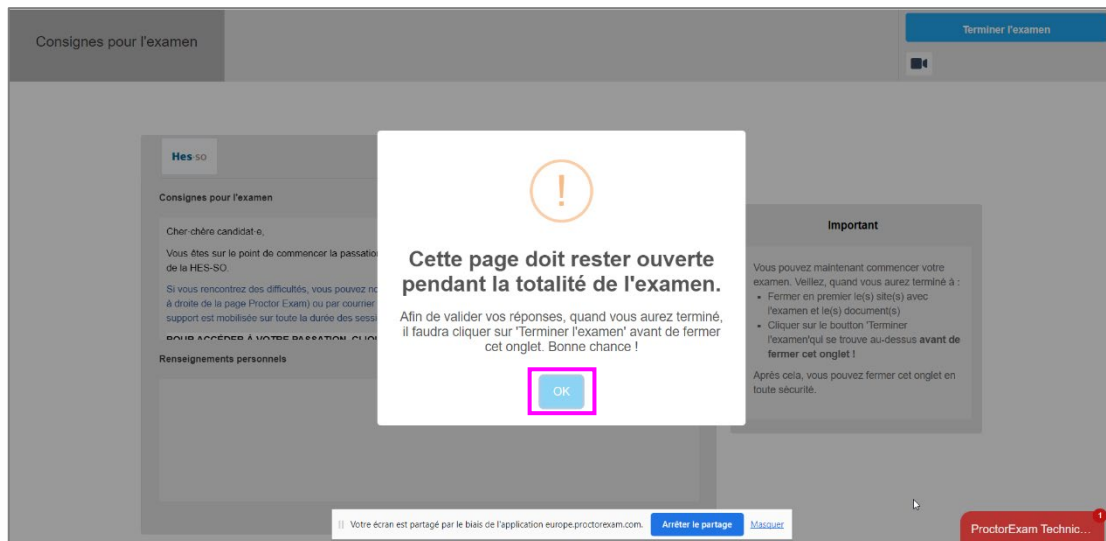 Consignes pour l'examen
Terminer l'examen
Hes·so
Consignes pour l'examen
Cher·chère candidat·e,
Vous êtes sur le point de commencer la passatio
de la HES-SO.
Si vous rencontrez des difficultés, vous pouvez no
à droite de la page Proctor Exam) ou par courrier
support est mobilisée sur toute la durée des sessi
POUR ACCÉDER À VOTRE PASSATION, CLIQU
Renseignements personnels
!
Cette page doit rester ouverte
pendant la totalité de l'examen.
Afin de valider vos réponses, quand vous aurez terminé,
il faudra cliquer sur 'Terminer l'examen' avant de fermer
cet onglet. Bonne chance !
OK
Important
Vous pouvez maintenant commencer votre
examen. Veillez, quand vous aurez terminé à :
• Fermer en premier le(s) site(s) avec
l'examen et le(s) document(s)
• Cliquer sur le bouton 'Terminer
l'examen'qui se trouve au-dessus avant de
fermer cet onglet !
Après cela, vous pouvez fermer cet onglet en
toute sécurité.
Votre écran est partagé par le biais de l'application europe.proctorexam.com.
Arrêter le partage
Masquer
ProctorExam Technic...
1